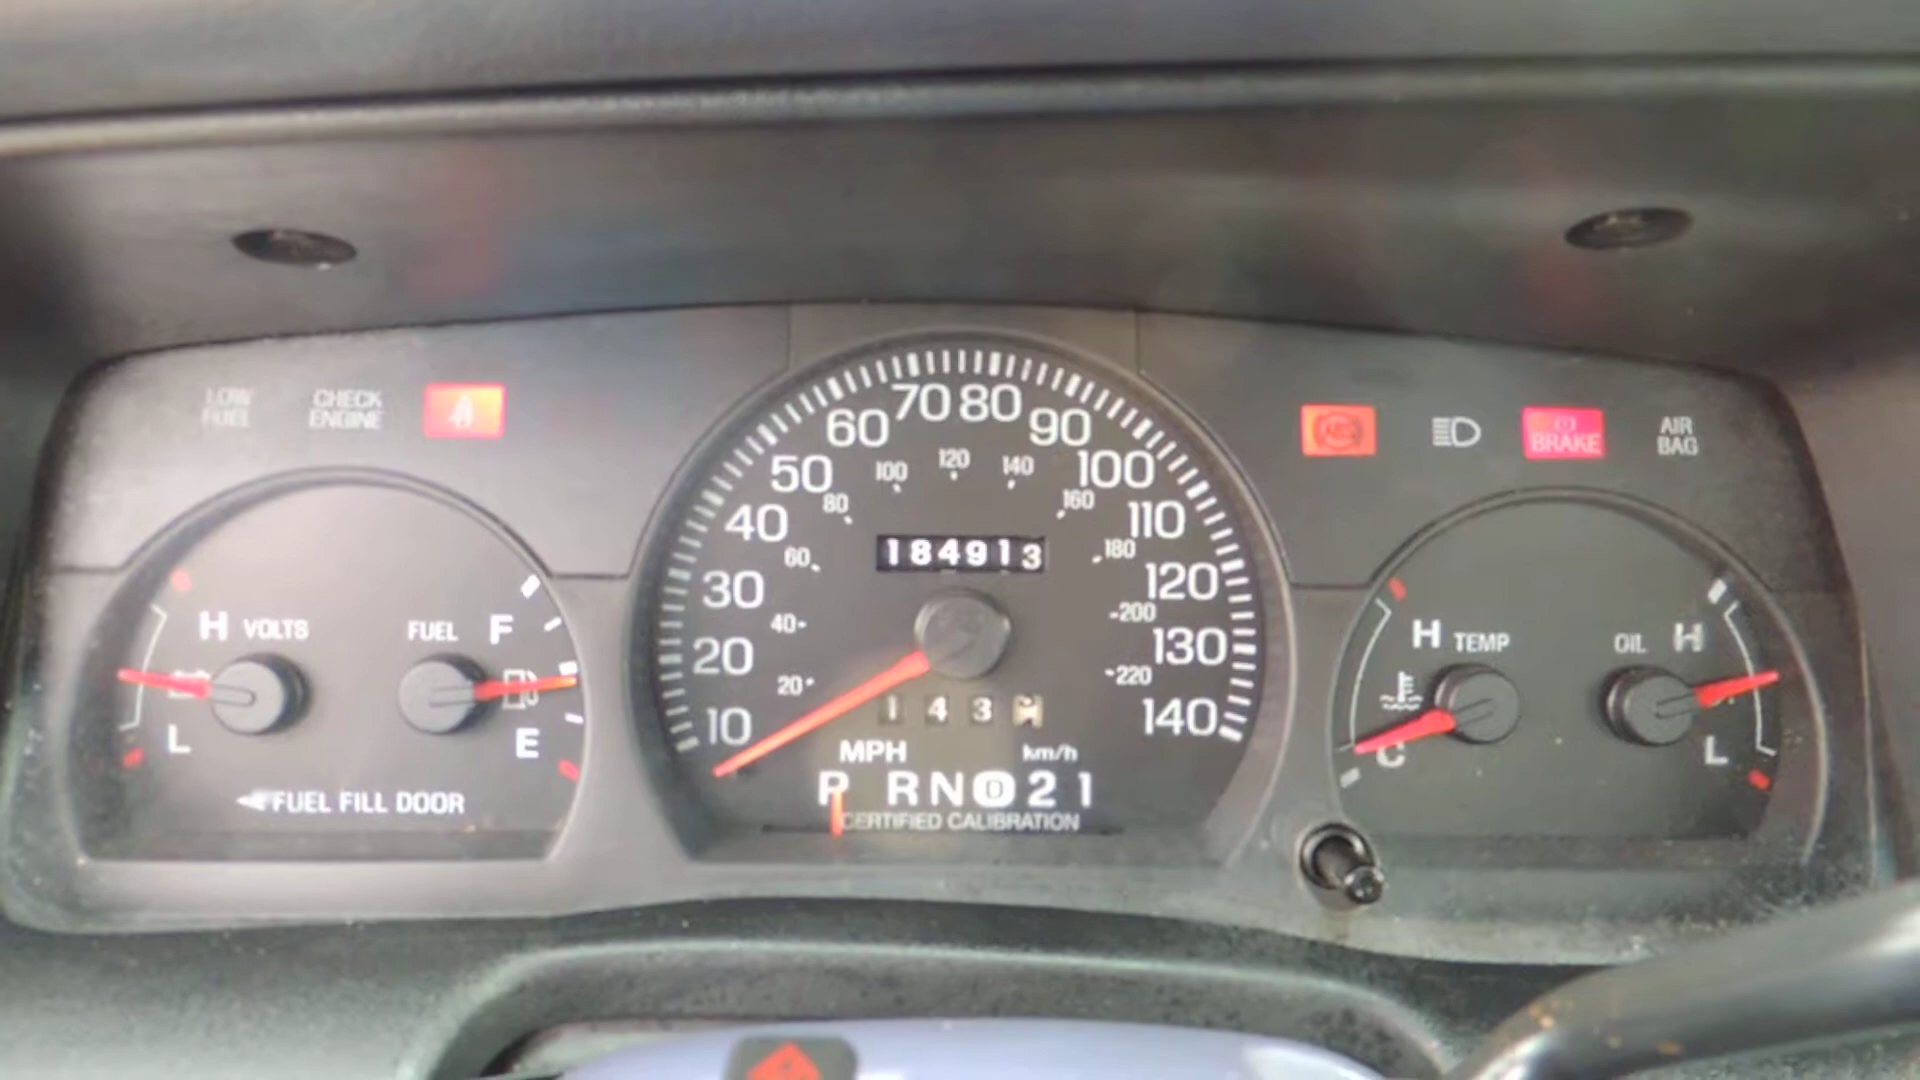 LOW FUEL
CHECK ENGINE
ABS
BRAKE
AIR BAG
10 20 30 40 50 60 70 80 90 100 110 120 130 140
20 40 60 80 100 120 140 160 180 200 220
184913
H VOLTS
L
FUEL F
E
FUEL FILL DOOR
1 4 3
MPH km/h
P R N D 2 1
CERTIFIED CALIBRATION
H TEMP
C
OIL H
L